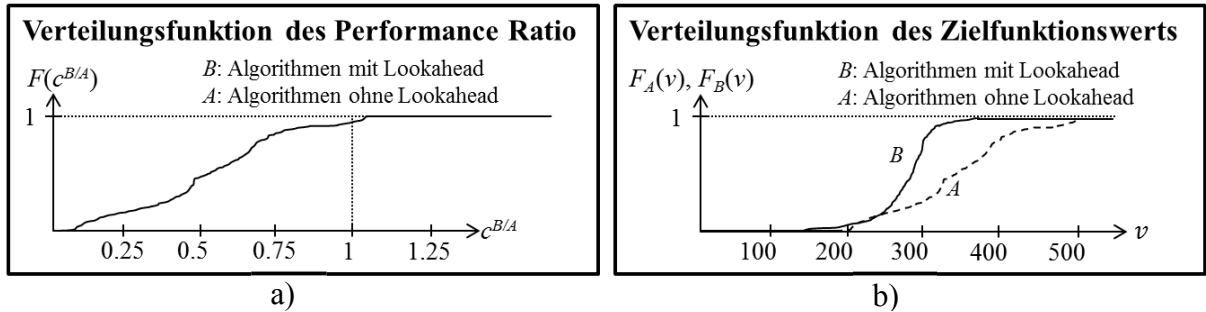 Verteilungsfunktion des Performance Ratio
F(c^{B/A})
B: Algorithmen mit Lookahead
A: Algorithmen ohne Lookahead
1
0.25 0.5 0.75 1 1.25
c^{B/A}
a)
Verteilungsfunktion des Zielfunktionswerts
F_A(v), F_B(v)
B: Algorithmen mit Lookahead
A: Algorithmen ohne Lookahead
1
B
A
100 200 300 400 500
v
b)